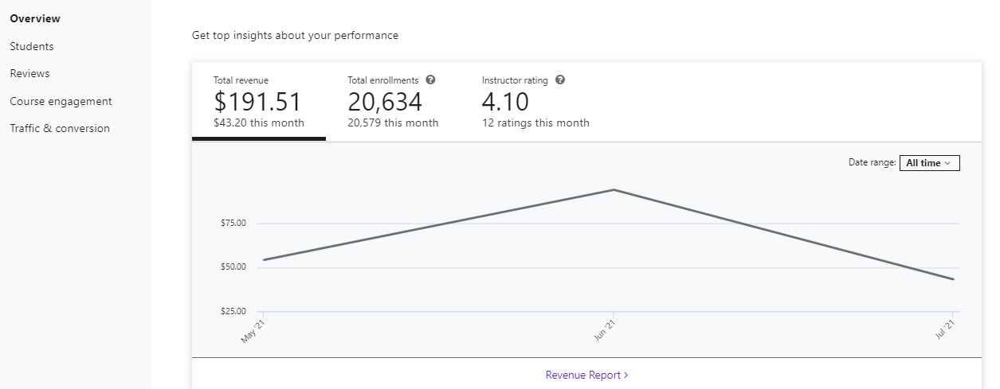 Overview
Students
Reviews
Course engagement
Traffic & conversion
Get top insights about your performance
Total revenue
$191.51
$43.20 this month
Total enrollments
20,634
20,579 this month
Instructor rating
4.10
12 ratings this month
Date range: All time
$75.00
$50.00
$25.00
May '21
Jun '21
Jul '21
Revenue Report